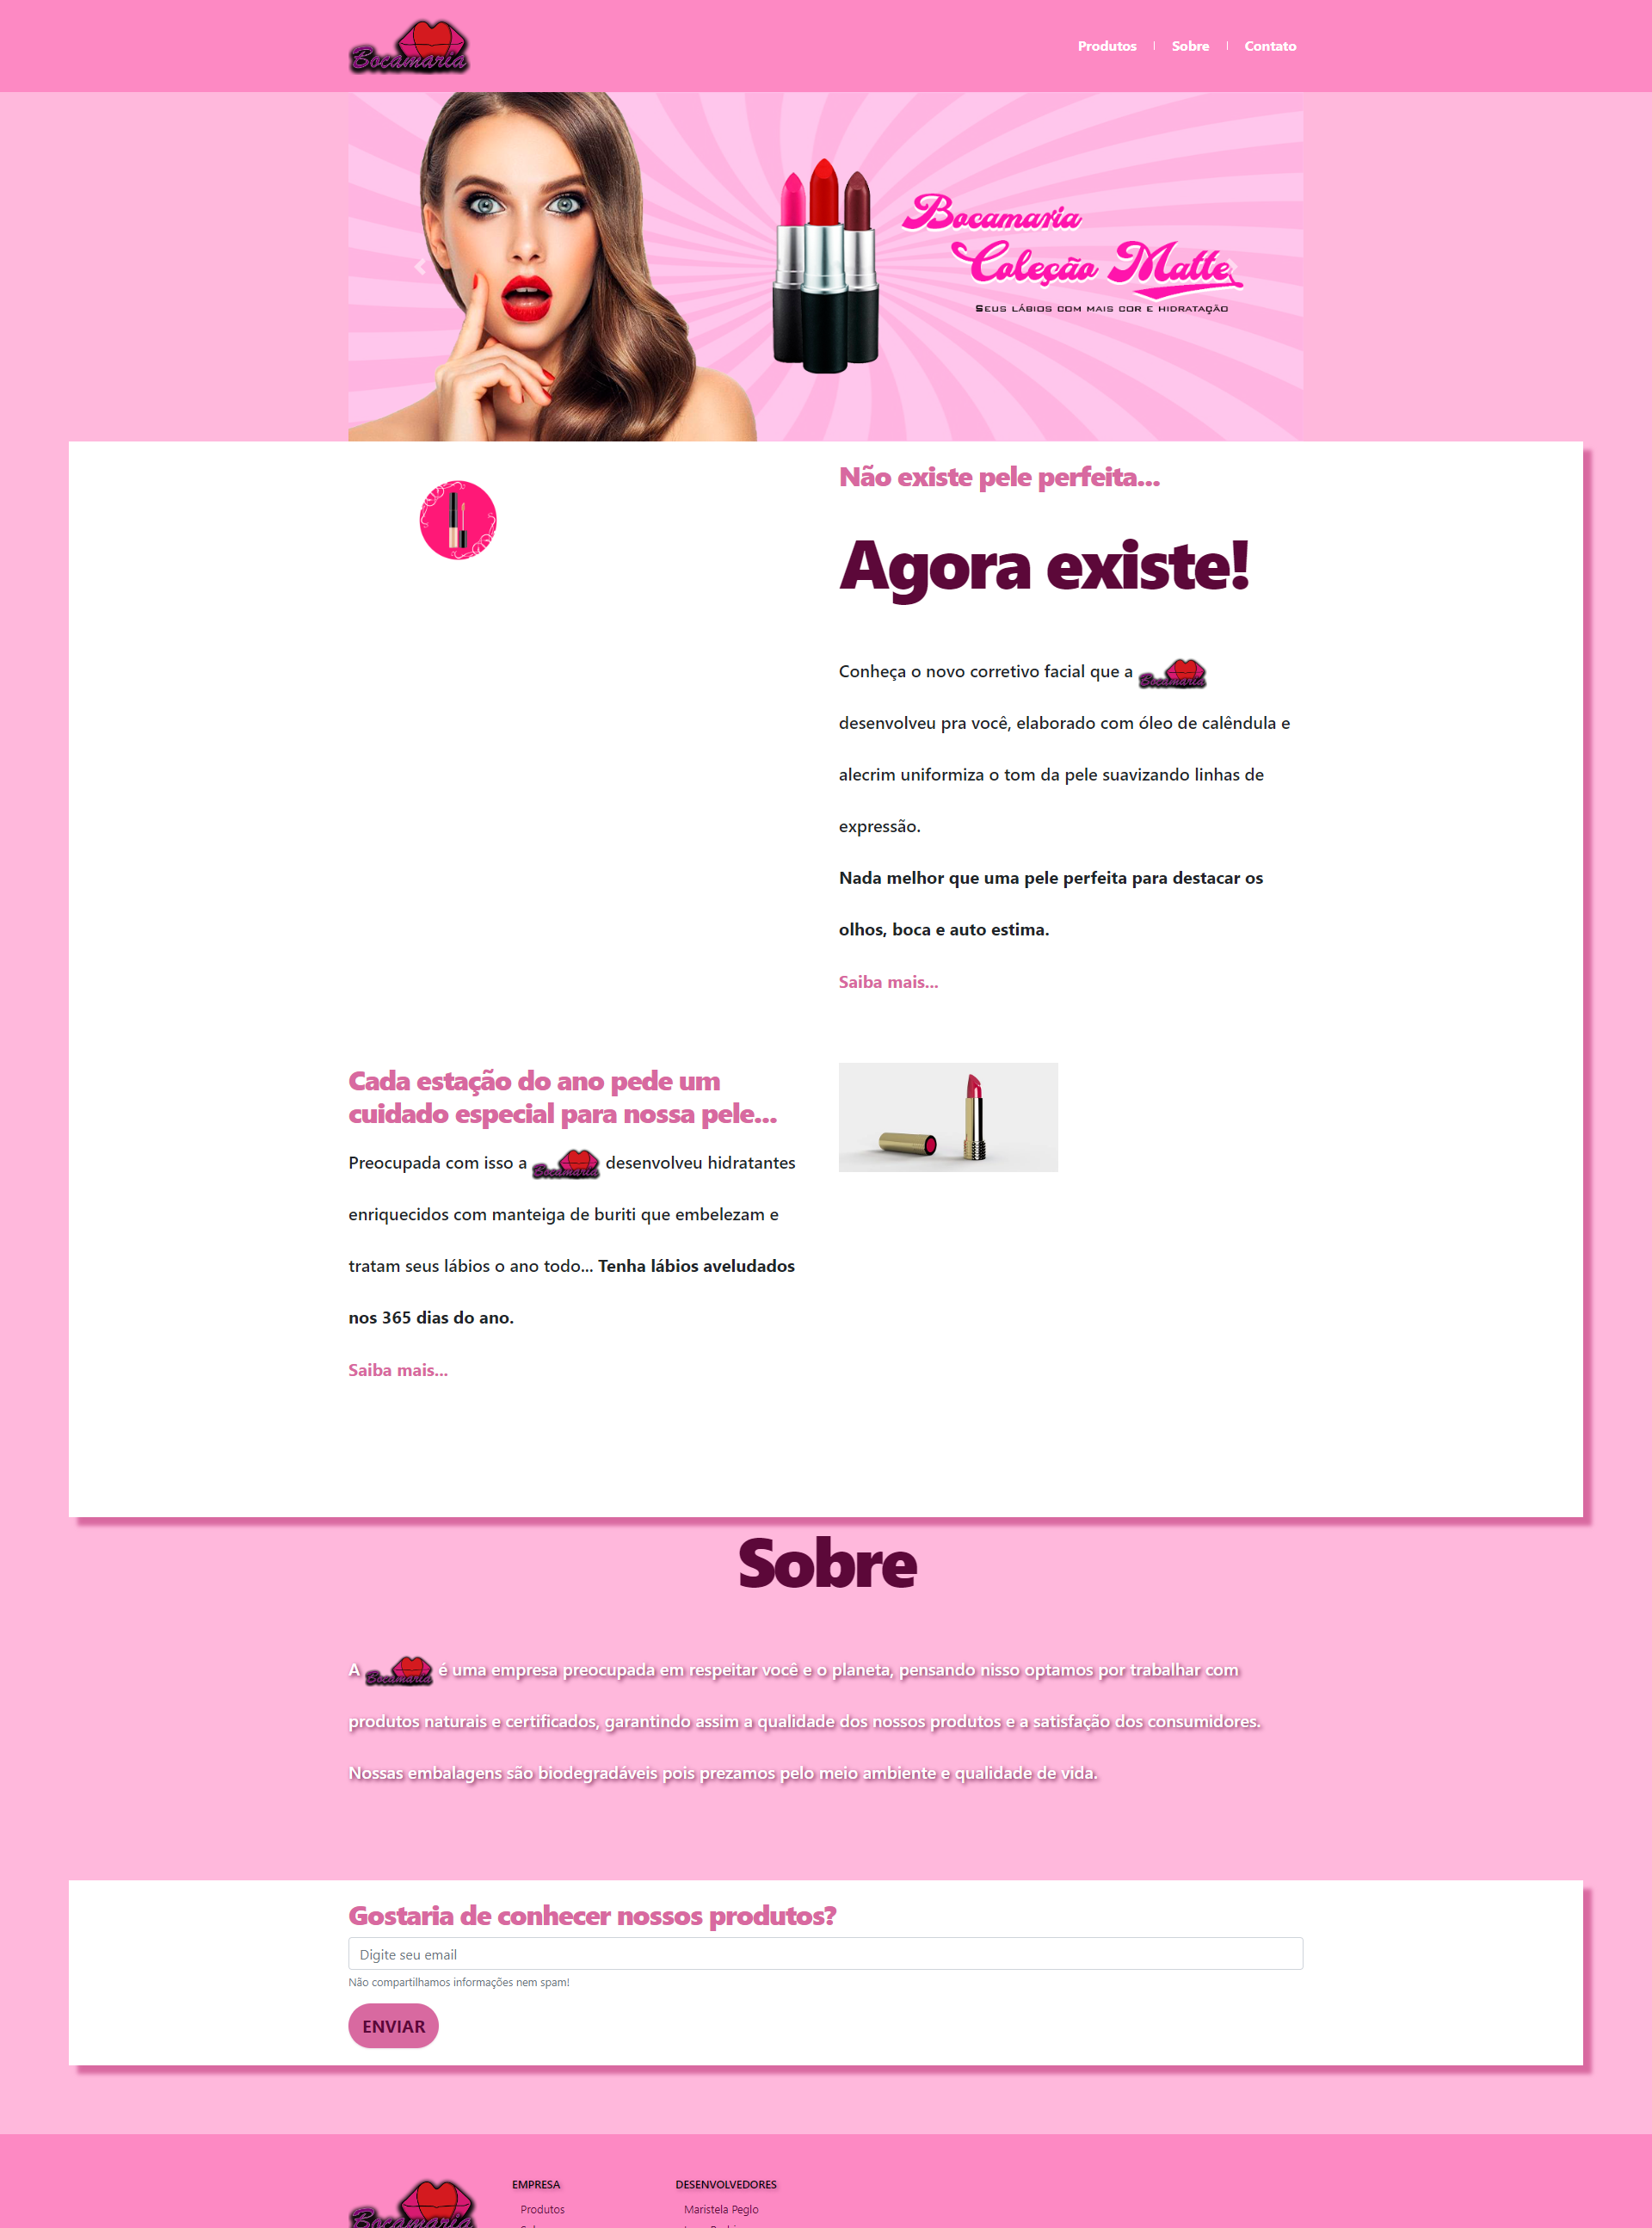 Bocamaria
Produtos
Sobre
Contato
Bocamaria
Coleção Matte
Seus lábios com mais cor e hidratação
Não existe pele perfeita...
Agora existe!
Conheça o novo corretivo facial que a Bocamaria
desenvolveu pra você, elaborado com óleo de calêndula e
alecrim uniformiza o tom da pele suavizando linhas de
expressão.
Nada melhor que uma pele perfeita para destacar os
olhos, boca e auto estima.
Saiba mais...
Cada estação do ano pede um
cuidado especial para nossa pele...
Preocupada com isso a Bocamaria desenvolveu hidratantes
enriquecidos com manteiga de buriti que embelezam e
tratam seus lábios o ano todo... Tenha lábios aveludados
nos 365 dias do ano.
Saiba mais...
Sobre
A Bocamaria é uma empresa preocupada em respeitar você e o planeta, pensando nisso optamos por trabalhar com
produtos naturais e certificados, garantindo assim a qualidade dos nossos produtos e a satisfação dos consumidores.
Nossas embalagens são biodegradáveis pois prezamos pelo meio ambiente e qualidade de vida.
Gostaria de conhecer nossos produtos?
Digite seu email
Não compartilhamos informações nem spam!
ENVIAR
Bocamaria
EMPRESA
Produtos
DESENVOLVEDORES
Maristela Peglo